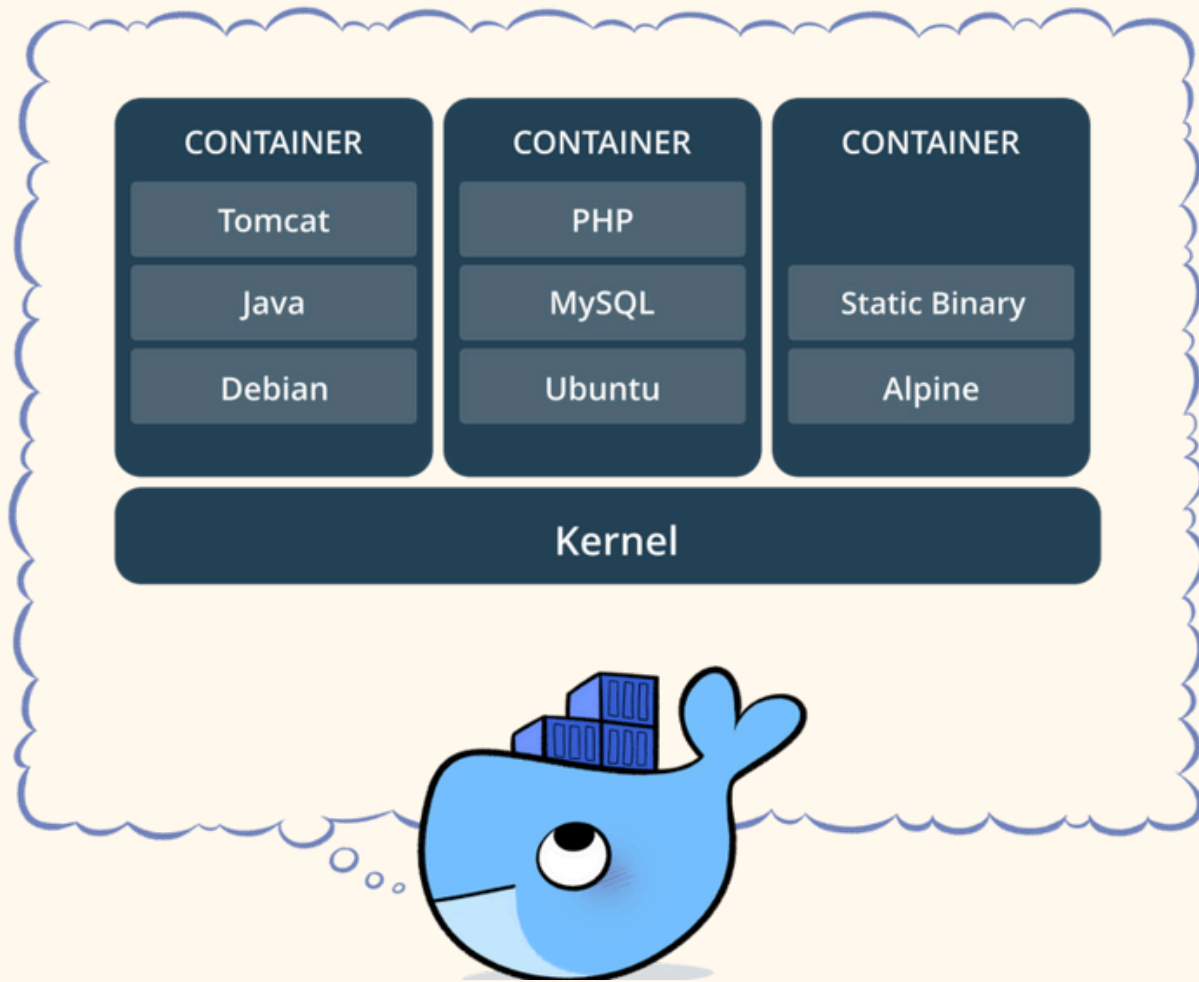 CONTAINER
Tomcat
Java
Debian
CONTAINER
PHP
MySQL
Ubuntu
CONTAINER
Static Binary
Alpine
Kernel